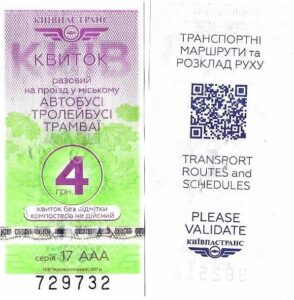 КИЇВПАСТРАНС
КИЇВ
КВИТОК
разовий
на проїзд у міському
АВТОБУСІ
ТРОЛЕЙБУСІ
ТРАМВАЇ
4
ГРН.
квиток без відмітки
компостера не дійсний
серія 17 ААА
729732
ТРАНСПОРТНІ
МАРШРУТИ та
РОЗКЛАД РУХУ
TRANSPORT
ROUTES and
SCHEDULES
PLEASE
VALIDATE
КИЇВПАСТРАНС